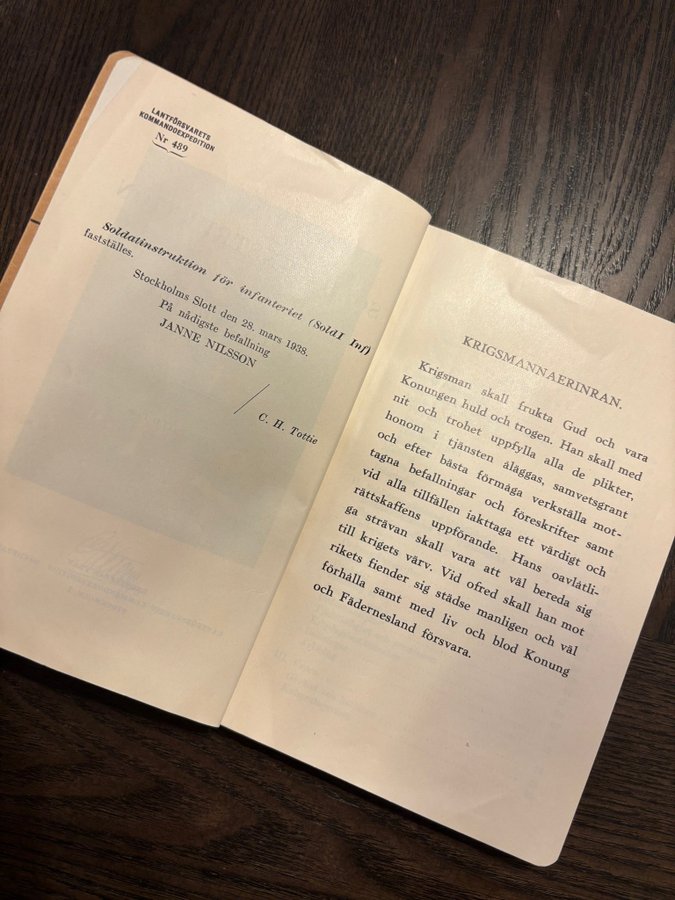 LANTFÖRSVARETS
KOMMANDOEXPEDITION
Nr 489
Soldatinstruktion för infanteriet (SoldI Inf)
fastställes.
Stockholms Slott den 28. mars 1938.
På nådigste befallning
JANNE NILSSON
C. H. Tottie
KRIGSMANNAERINRAN.
Krigsman skall frukta Gud och vara
Konungen huld och trogen. Han skall med
nit och trohet uppfylla alla de plikter,
honom i tjänsten åläggas, samvetsgrant
och efter bästa förmåga verkställa mot-
tagna befallningar och föreskrifter samt
vid alla tillfällen iakttaga ett värdigt och
rättskaffens uppförande. Hans oavlåtli-
ga strävan skall vara att väl bereda sig
till krigets värv. Vid ofred skall han mot
rikets fiender sig städse manligen och väl
förhålla samt med liv och blod Konung
och Fädernesland försvara.